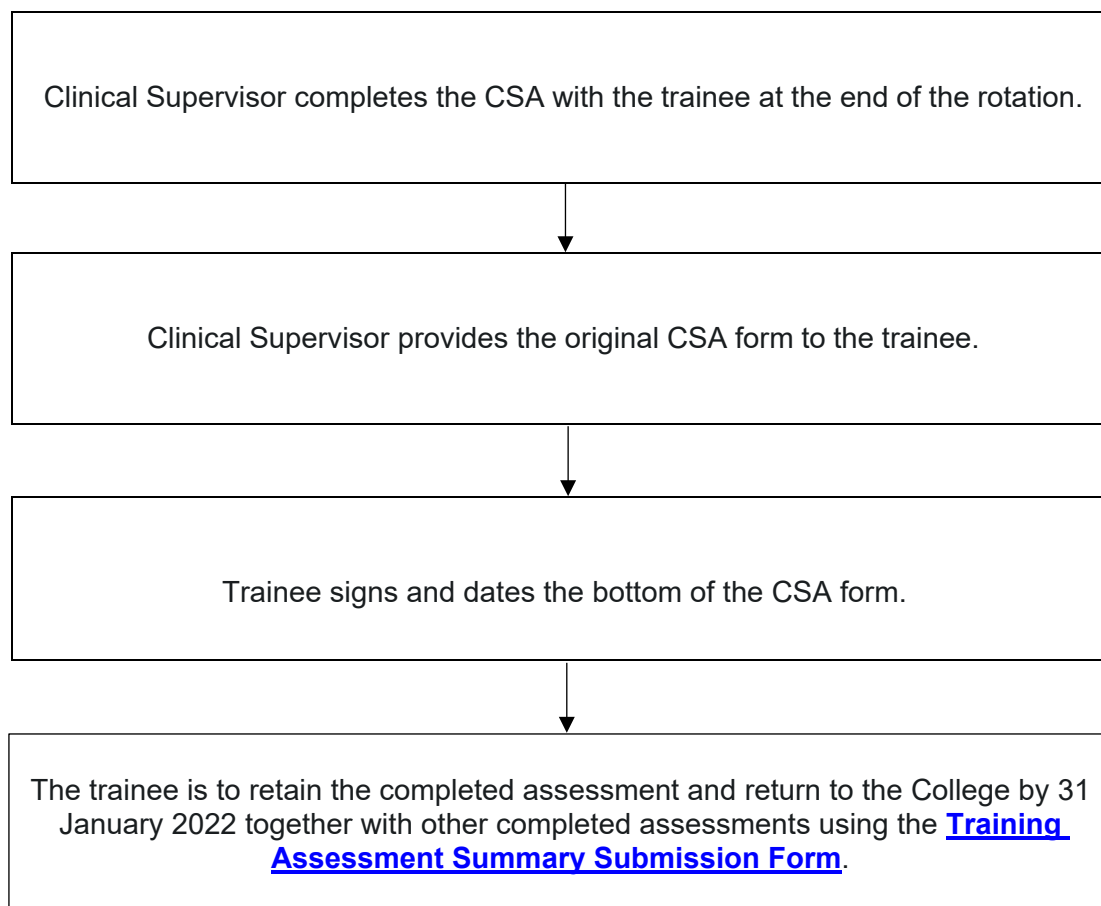 Clinical Supervisor completes the CSA with the trainee at the end of the rotation.
Clinical Supervisor provides the original CSA form to the trainee.
Trainee signs and dates the bottom of the CSA form.
The trainee is to retain the completed assessment and return to the College by 31
January 2022 together with other completed assessments using the Training
Assessment Summary Submission Form.